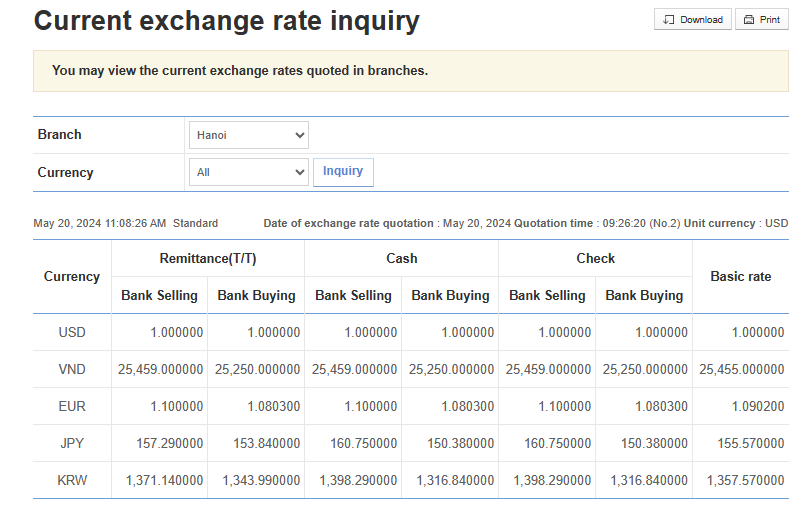 Current exchange rate inquiry
Download Print
You may view the current exchange rates quoted in branches.
Branch Hanoi
Currency All Inquiry
May 20, 2024 11:08:26 AM Standard Date of exchange rate quotation : May 20, 2024 Quotation time : 09:26:20 (No.2) Unit currency : USD
Currency Remittance(T/T) Cash Check Basic rate
Bank Selling Bank Buying Bank Selling Bank Buying Bank Selling Bank Buying
USD 1.000000 1.000000 1.000000 1.000000 1.000000 1.000000 1.000000
VND 25,459.000000 25,250.000000 25,459.000000 25,250.000000 25,459.000000 25,250.000000 25,455.000000
EUR 1.100000 1.080300 1.100000 1.080300 1.100000 1.080300 1.090200
JPY 157.290000 153.840000 160.750000 150.380000 160.750000 150.380000 155.570000
KRW 1,371.140000 1,343.990000 1,398.290000 1,316.840000 1,398.290000 1,316.840000 1,357.570000